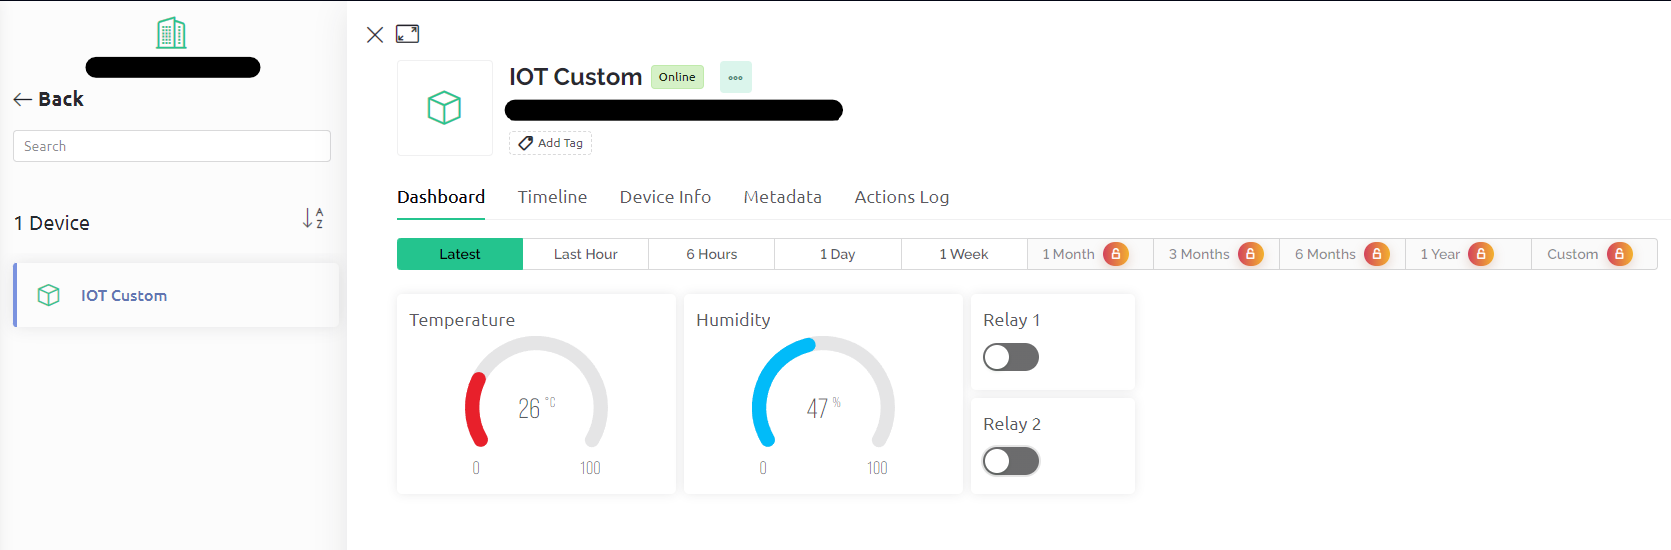 Back
Search
1 Device
A
Z
IOT Custom
IOT Custom Online
Add Tag
Dashboard Timeline Device Info Metadata Actions Log
Latest Last Hour 6 Hours 1 Day 1 Week 1 Month 3 Months 6 Months 1 Year Custom
Temperature
26 °C
0 100
Humidity
47 %
0 100
Relay 1
Relay 2